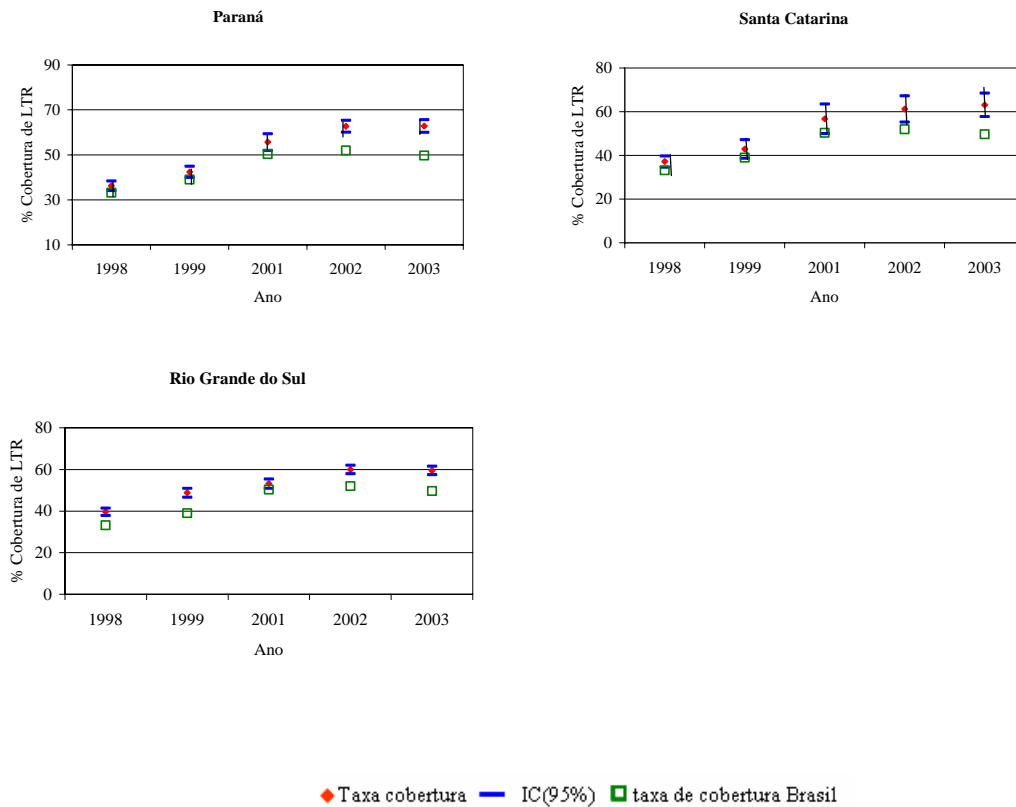 Paraná
% Cobertura de LTR
90
70
50
30
10
1998 1999 2001 2002 2003
Ano
Santa Catarina
% Cobertura de LTR
80
60
40
20
0
1998 1999 2001 2002 2003
Ano
Rio Grande do Sul
% Cobertura de LTR
80
60
40
20
0
1998 1999 2001 2002 2003
Ano
Taxa cobertura IC(95%) taxa de cobertura Brasil